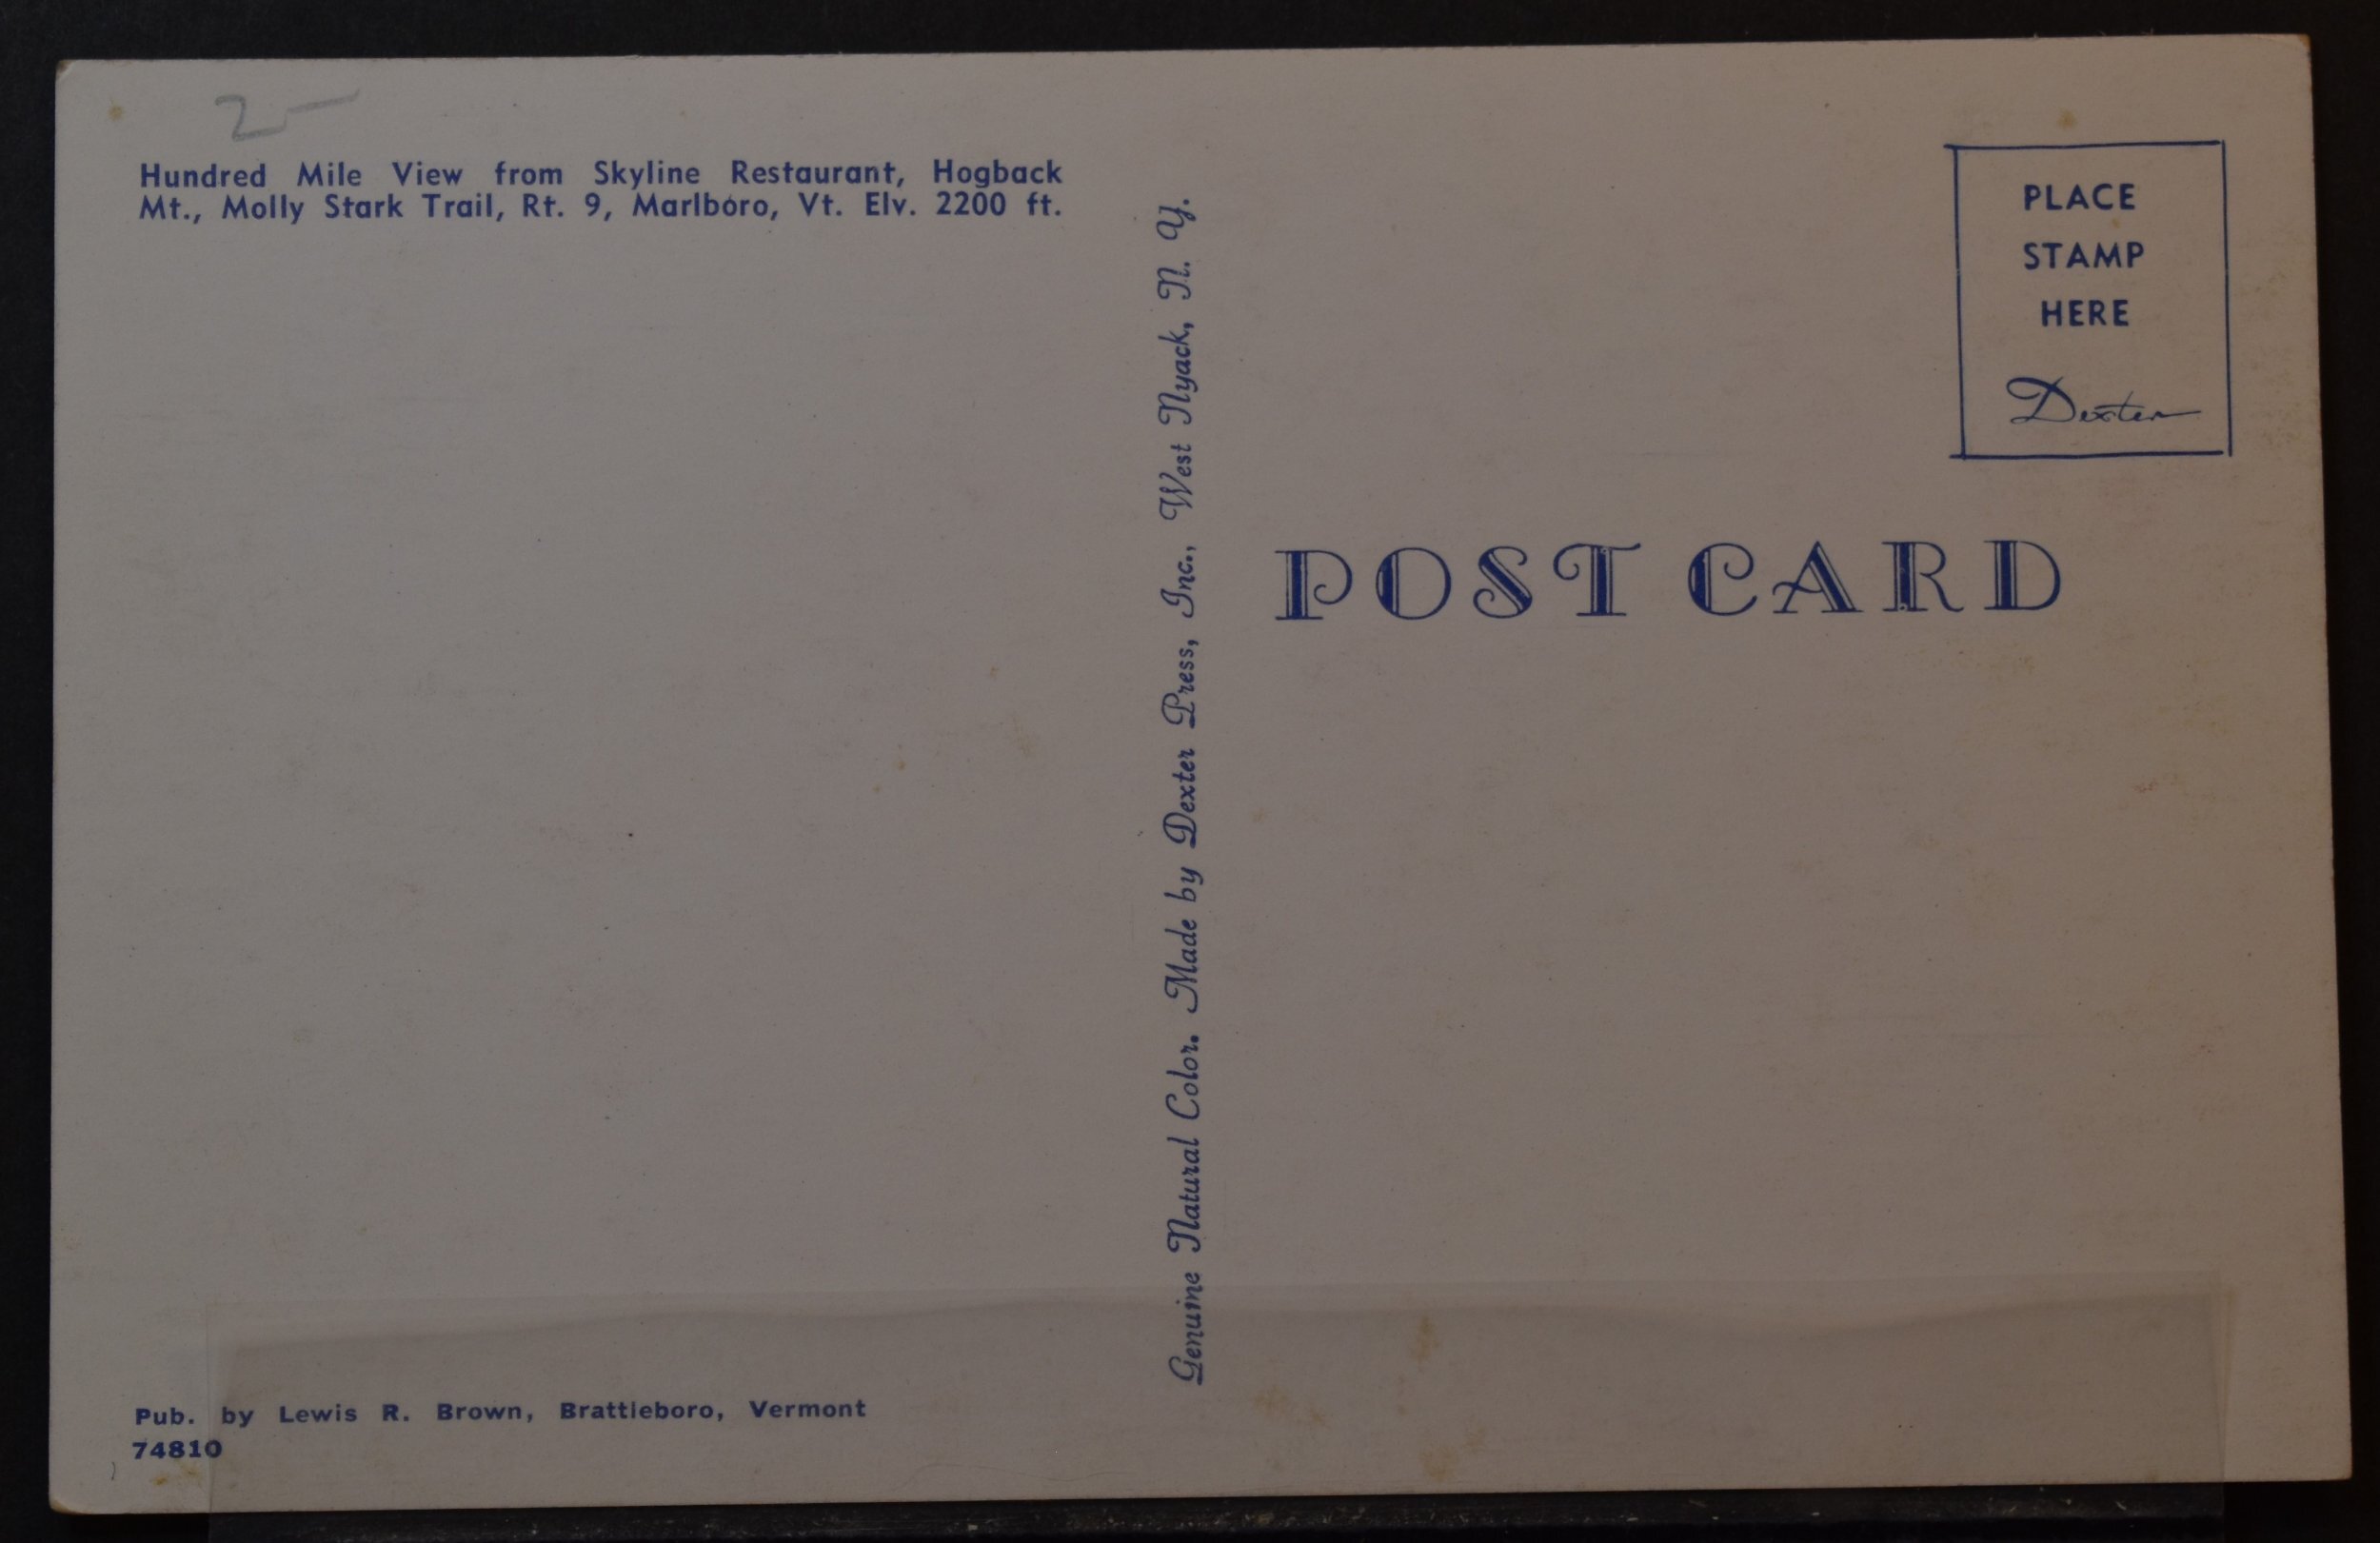 2-
Hundred Mile View from Skyline Restaurant, Hogback
Mt., Molly Stark Trail, Rt. 9, Marlboro, Vt. Elv. 2200 ft.
Genuine Natural Color. Made by Dexter Press, Inc., West Nyack, N. Y.
PLACE
STAMP
HERE
Dexter
POST CARD
Pub. by Lewis R. Brown, Brattleboro, Vermont
74810